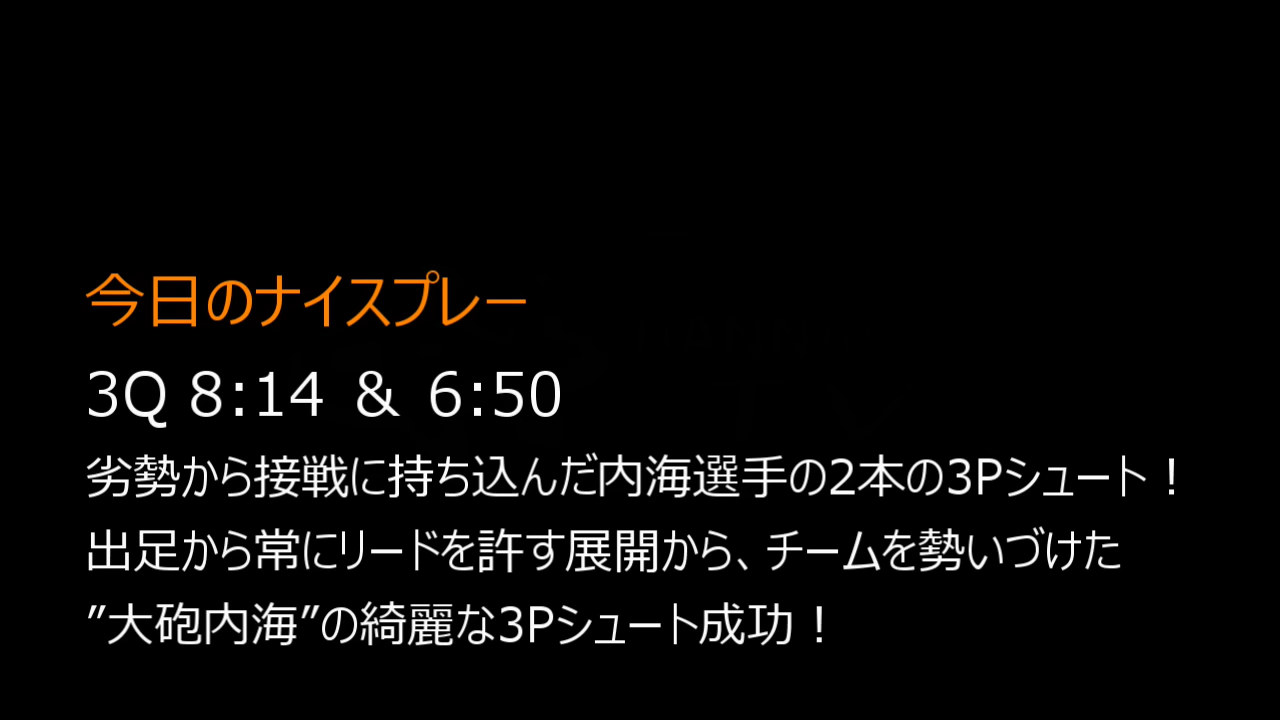 今日のナイスプレー
3Q 8:14 ＆ 6:50
劣勢から接戦に持ち込んだ内海選手の2本の3Pシュート！
出足から常にリードを許す展開から、チームを勢いづけた
”大砲内海”の綺麗な3Pシュート成功！